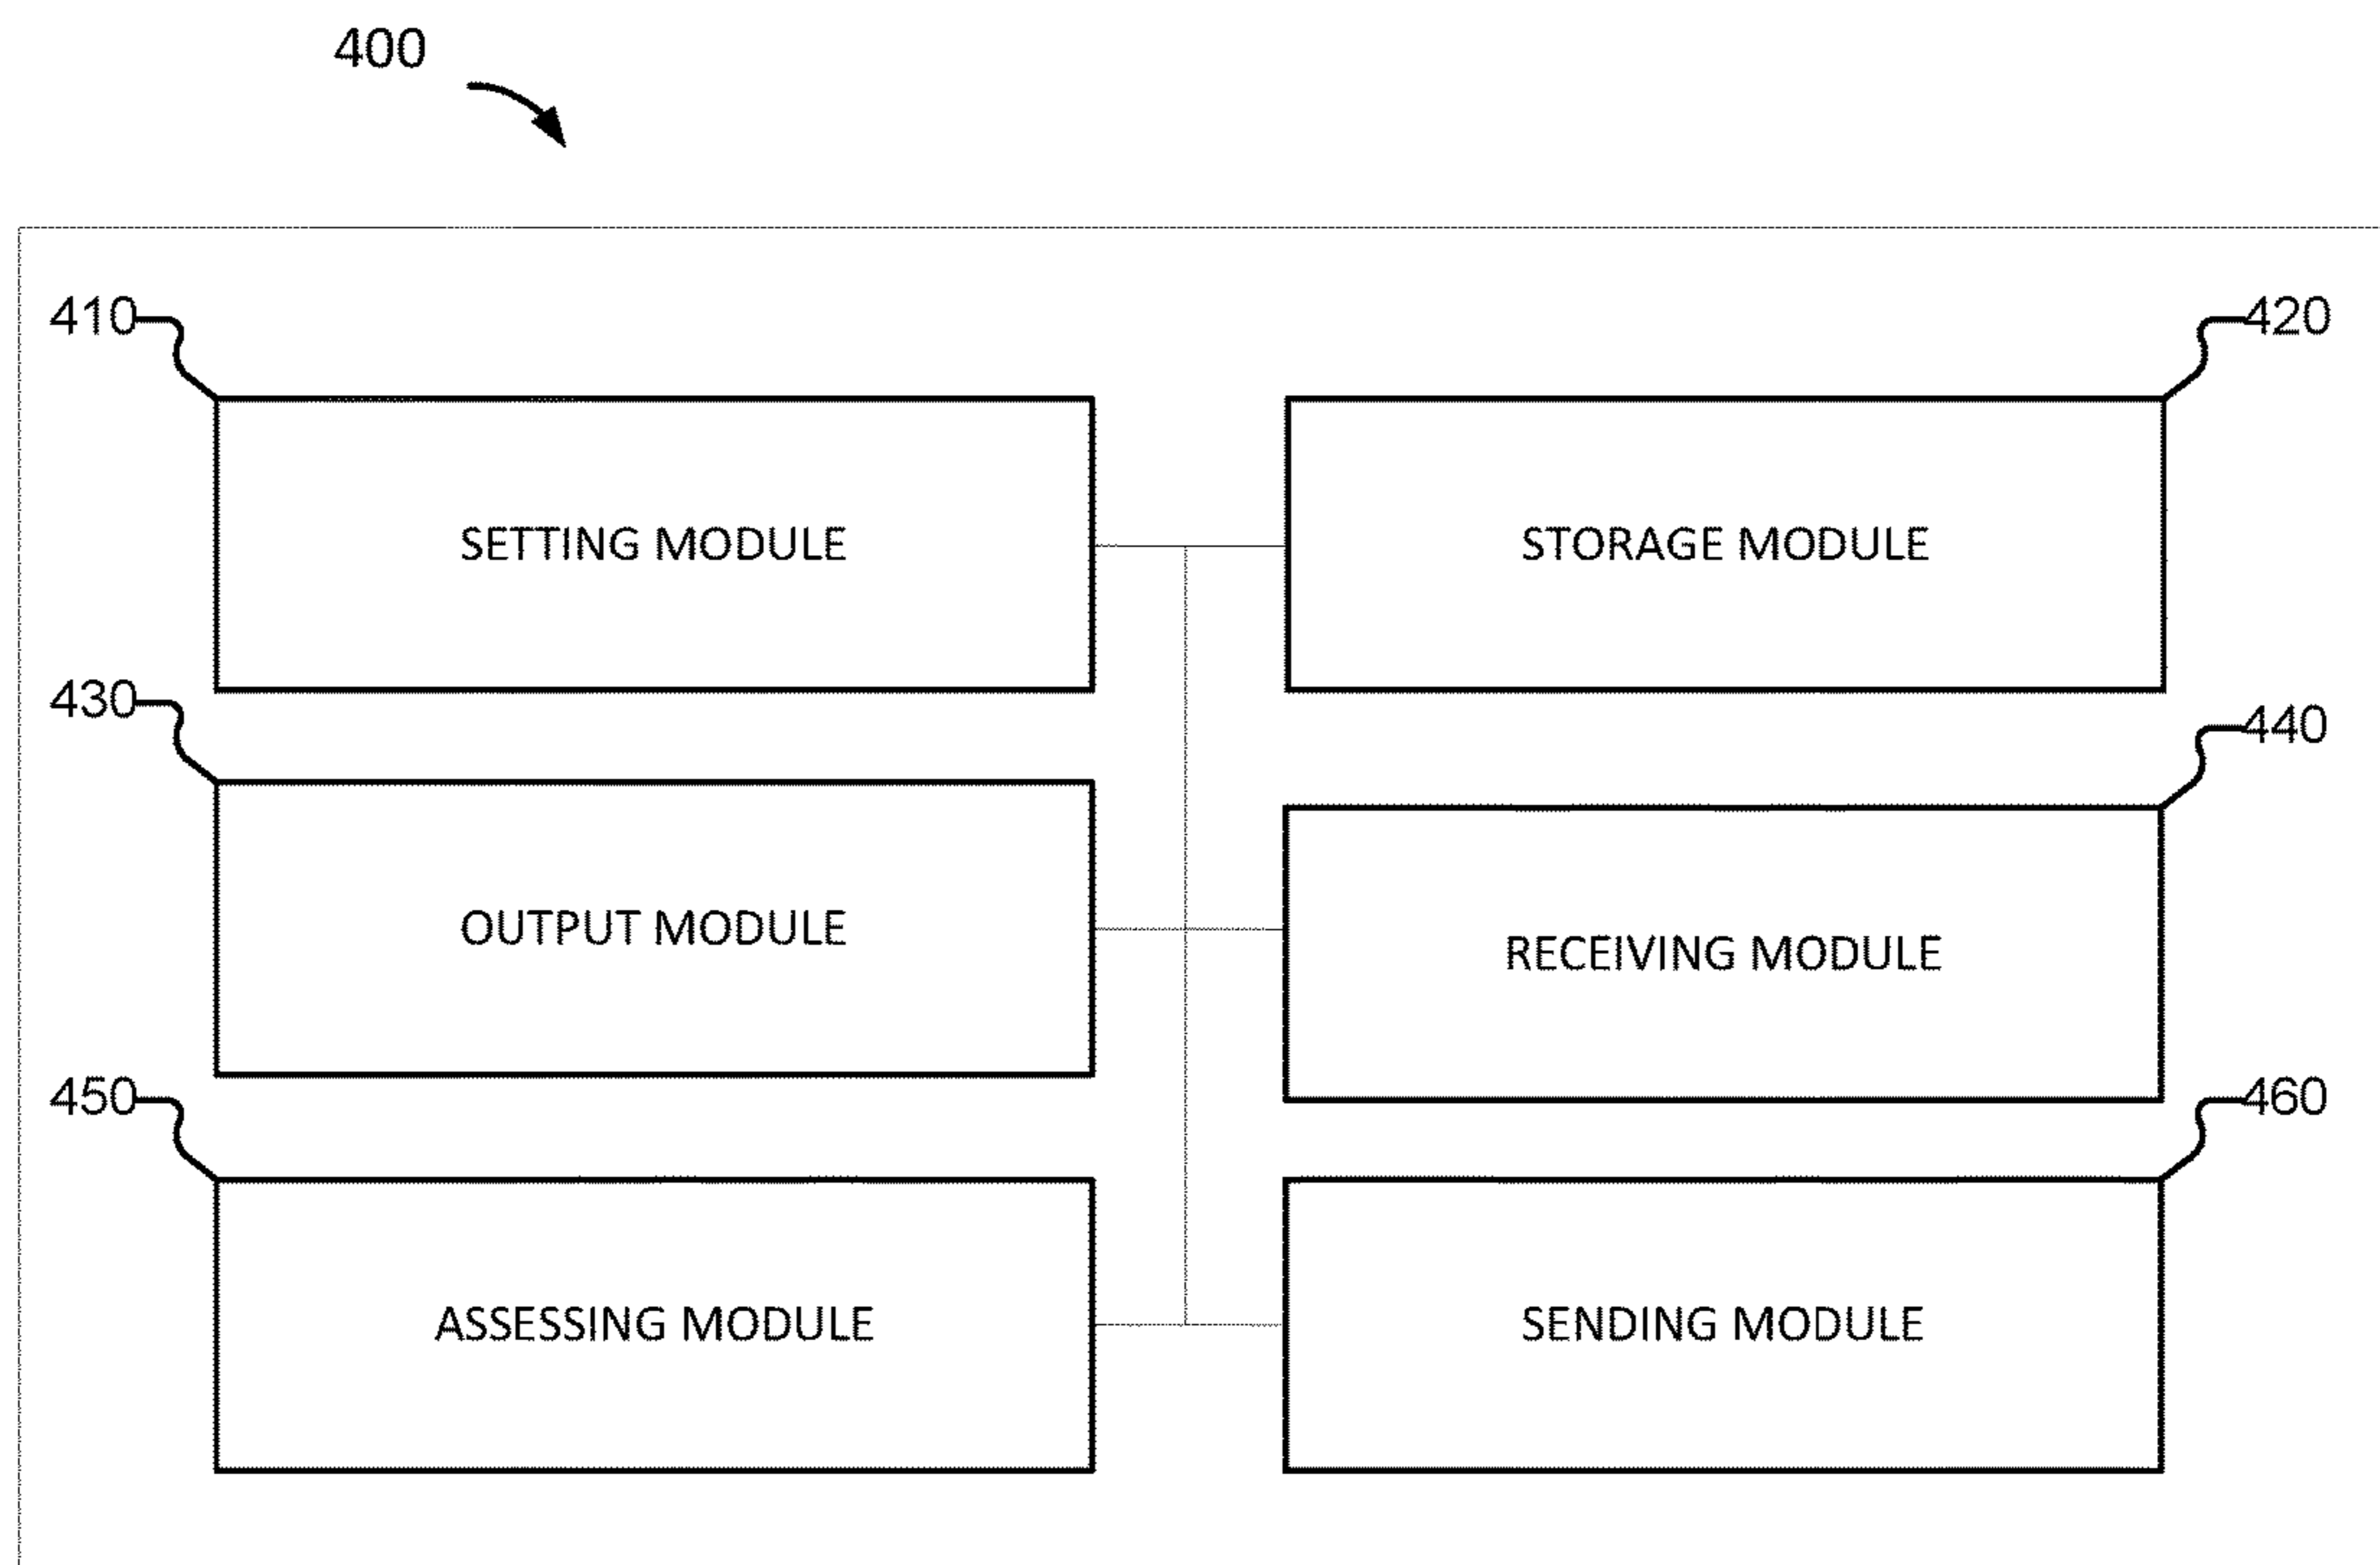 400
410
420
SETTING MODULE
STORAGE MODULE
430
440
OUTPUT MODULE
RECEIVING MODULE
450
460
ASSESSING MODULE
SENDING MODULE